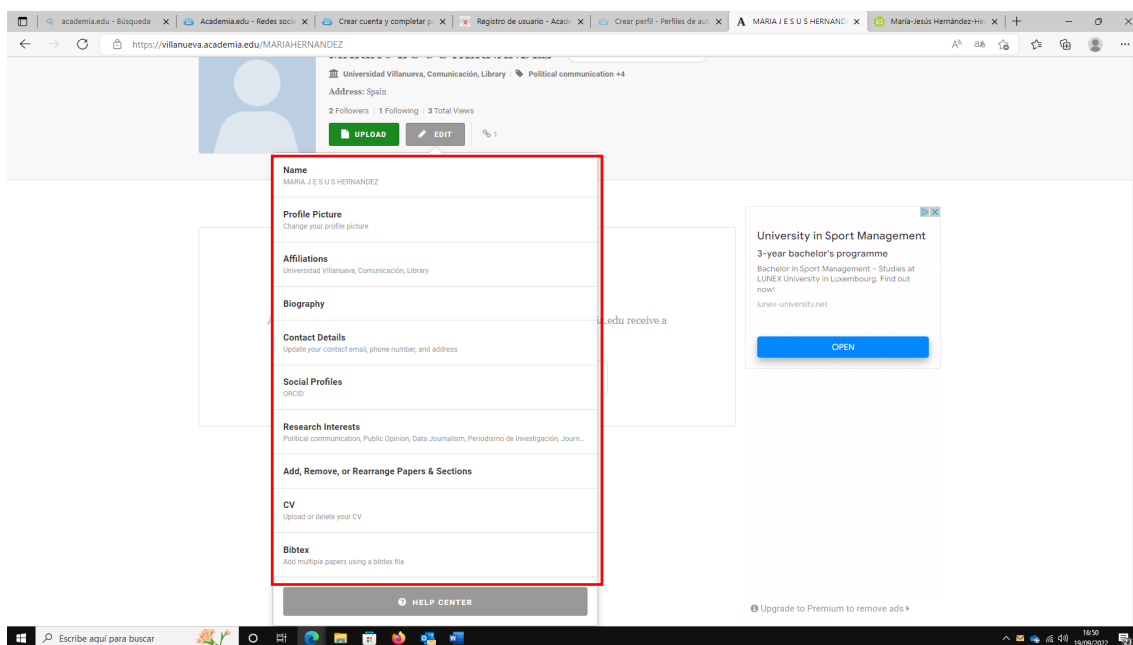 academia.edu - Búsqueda
Academia.edu - Redes socia
Crear cuenta y completar p
Registro de usuario - Acade
Crear perfil - Perfiles de aut
MARIA J E S U S HERNAND
María-Jesús Hernández-He
https://villanueva.academia.edu/MARIAHERNANDEZ
Universidad Villanueva, Comunicación, Library
Political communication +4
Address: Spain
2 Followers | 1 Following | 3 Total Views
UPLOAD
EDIT
1
Name
MARIA J E S U S HERNANDEZ
Profile Picture
Change your profile picture
Affiliations
Universidad Villanueva, Comunicación, Library
Biography
Contact Details
Update your contact email, phone number, and address
Social Profiles
ORCID
Research Interests
Political communication, Public Opinion, Data Journalism, Periodismo de Investigación, Journ...
Add, Remove, or Rearrange Papers & Sections
CV
Upload or delete your CV
Bibtex
Add multiple papers using a bibtex file
HELP CENTER
.edu receive a
University in Sport Management
3-year bachelor's programme
Bachelor in Sport Management – Studies at
LUNEX University in Luxembourg. Find out
now!
lunex-university.net
OPEN
Upgrade to Premium to remove ads
Escribe aquí para buscar
16:50
19/09/2022
23